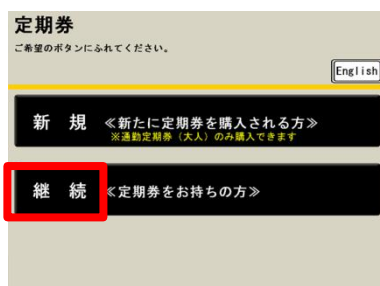 定期券
ご希望のボタンにふれてください。
English
新 規 ≪新たに定期券を購入される方≫
※通勤定期券（大人）のみ購入できます
継 続 ≪定期券をお持ちの方≫